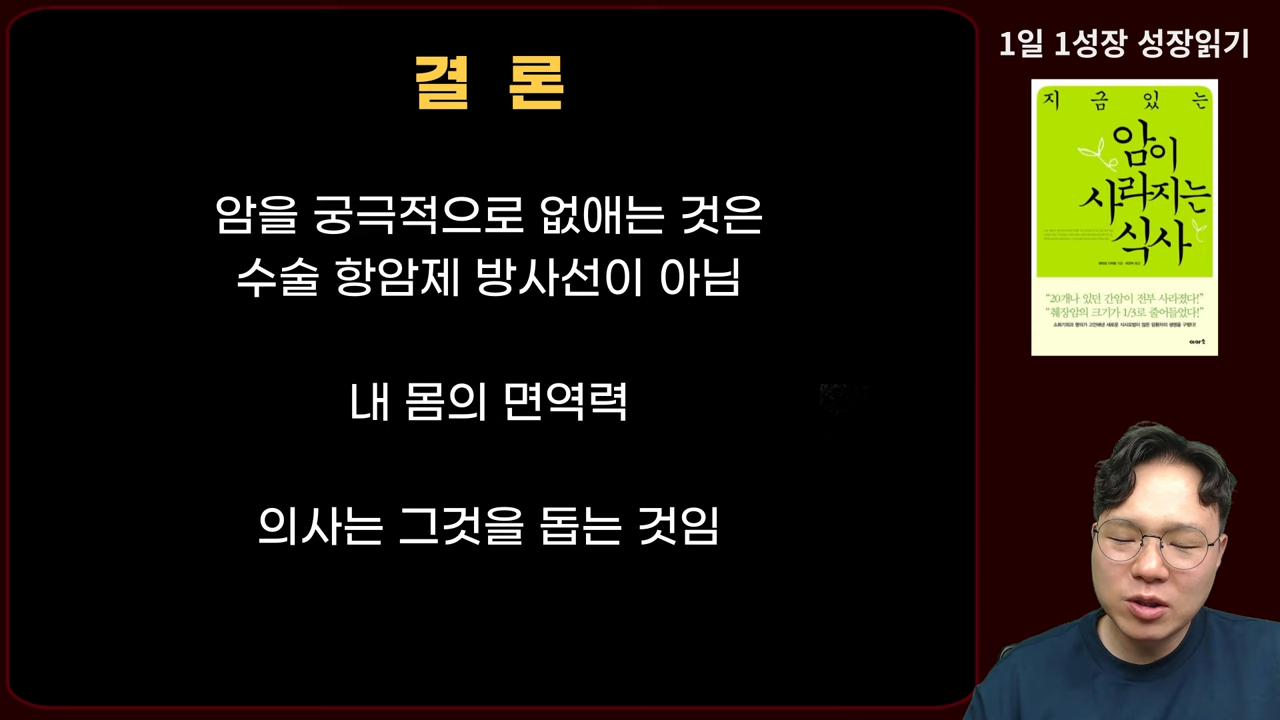 결 론
암을 궁극적으로 없애는 것은
수술 항암제 방사선이 아님
내 몸의 면역력
의사는 그것을 돕는 것임
1일 1성장 성장읽기
지금있는
암이
사라지는
식사
“20개나 있던 간암이 전부 사라졌다!”
“췌장암의 크기가 1/3로 줄어들었다!”